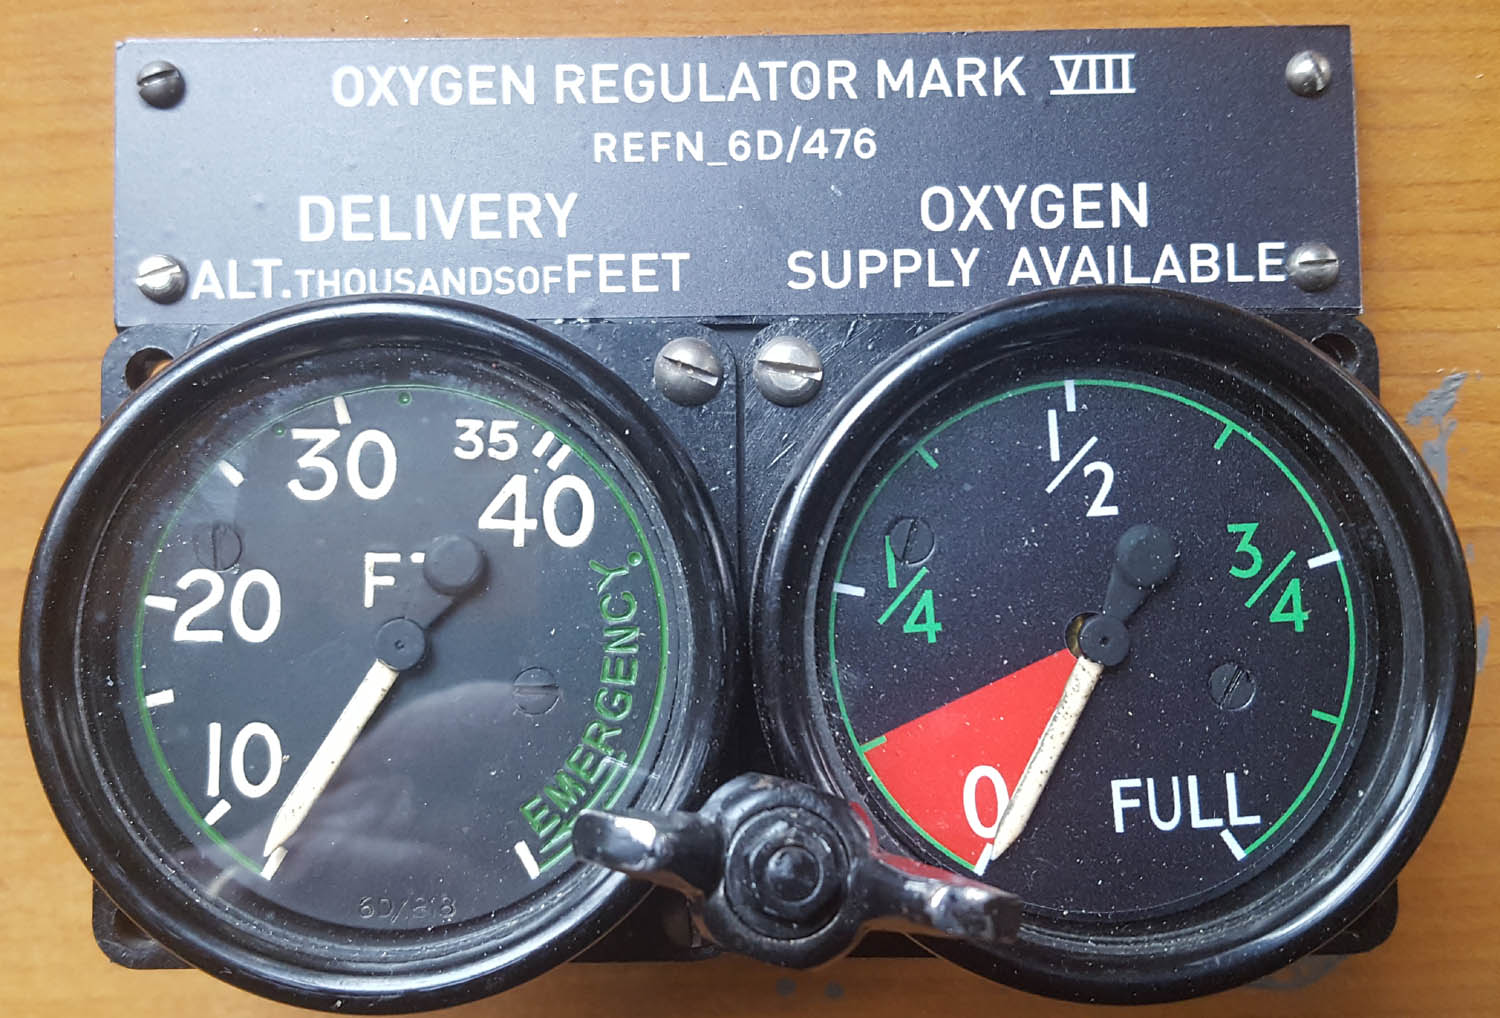 OXYGEN REGULATOR MARK VIIII
REFN_6D/476
DELIVERY
ALT. THOUSANDS OF FEET
OXYGEN
SUPPLY AVAILABLE
30
35
40
20
10
EMERGENCY.
1/2
1/4
3/4
0
FULL